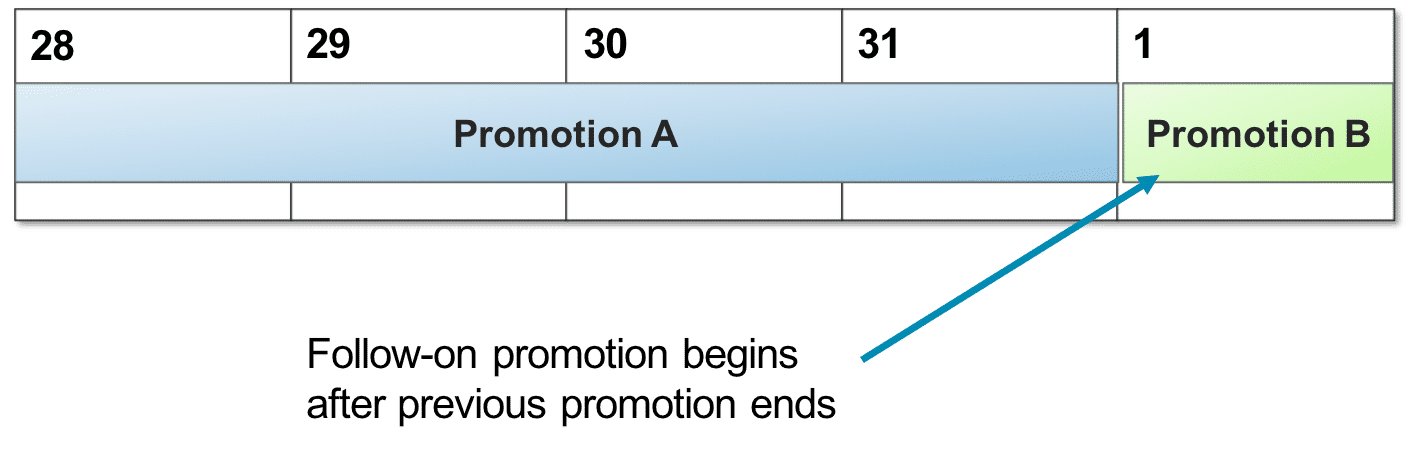 28 29 30 31 1
Promotion A Promotion B
Follow-on promotion begins
after previous promotion ends